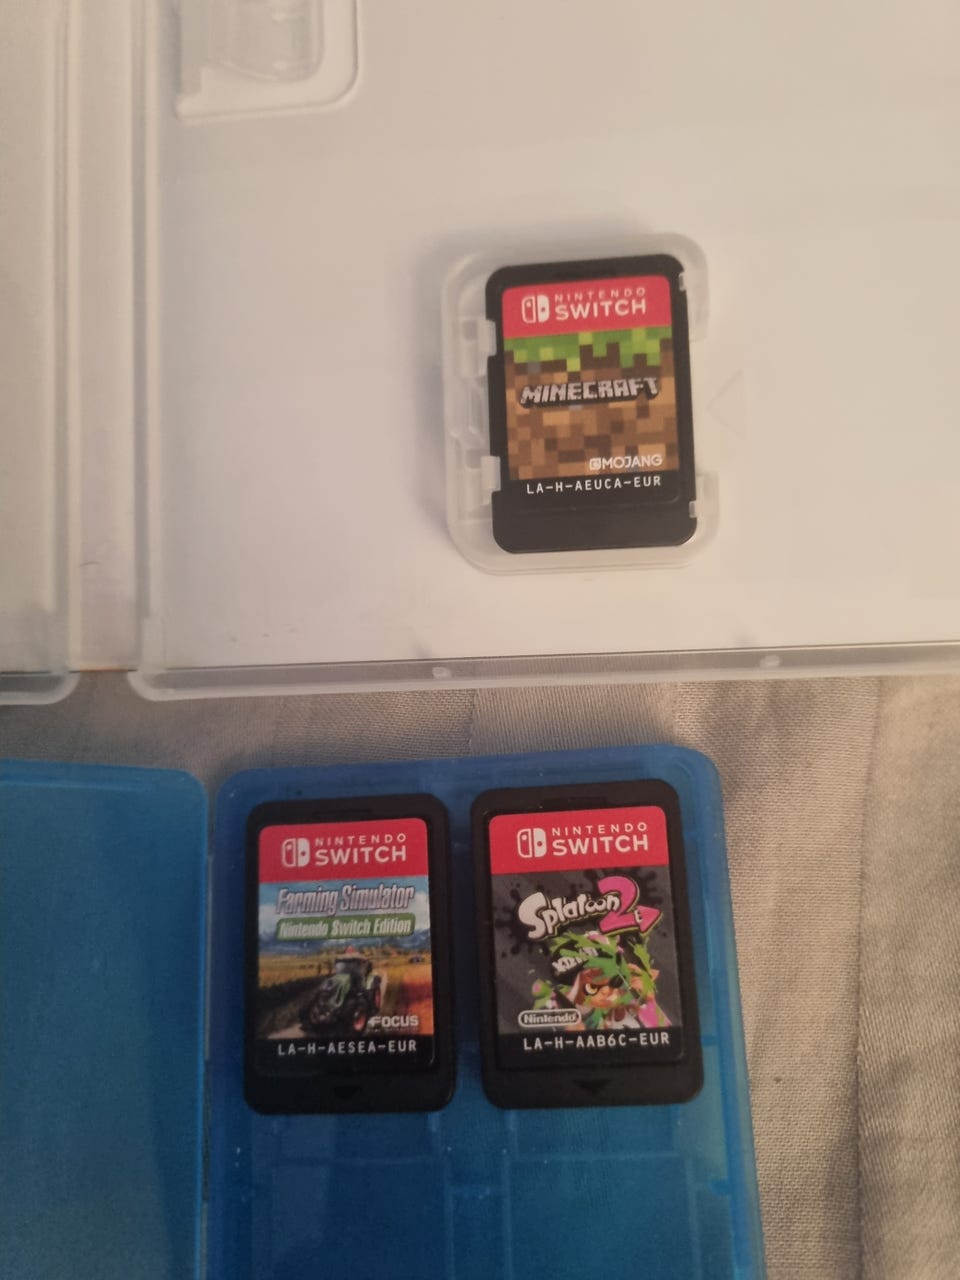 NINTENDO
SWITCH
MINECRAFT
MOJANG
LA-H-AEUCA-EUR
NINTENDO
SWITCH
Farming Simulator
Nintendo Switch Edition
FOCUS
LA-H-AESEA-EUR
NINTENDO
SWITCH
Splatoon 2
Nintendo
LA-H-AAB6C-EUR